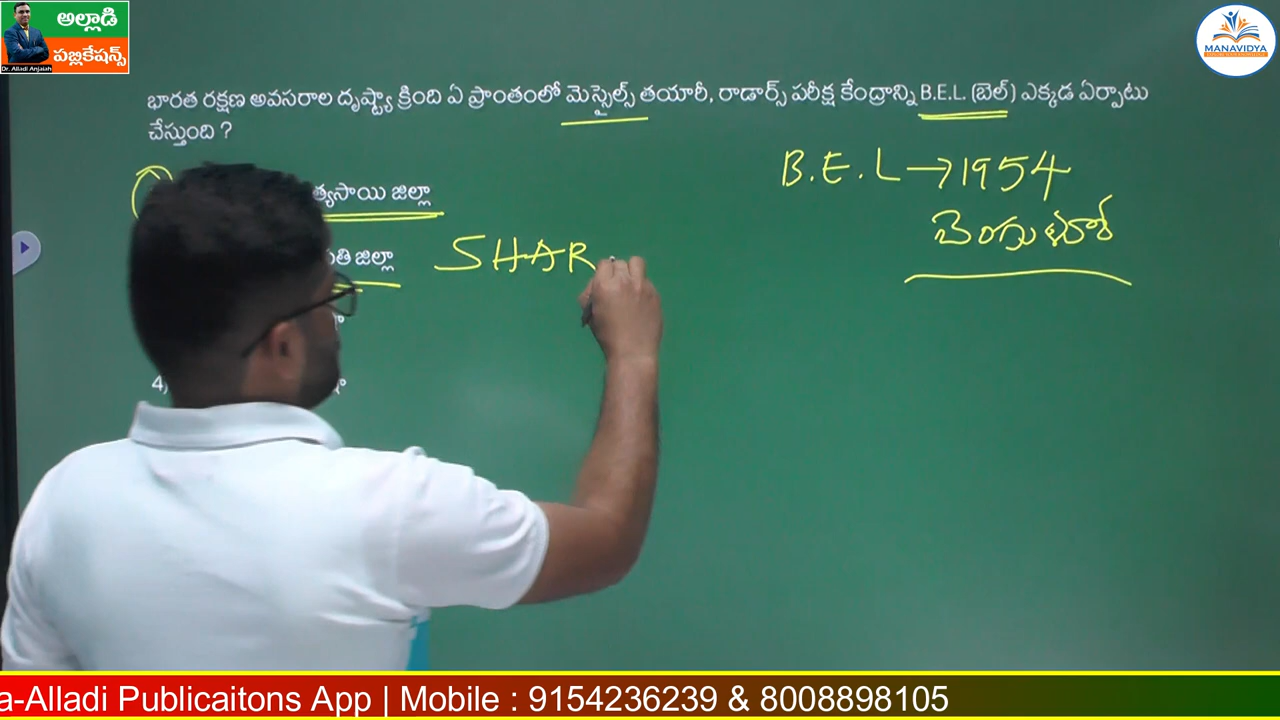 అల్లాడి
పబ్లికేషన్స్
Dr. Alladi Anjaiah
MANAVIDYA
భారత రక్షణ అవసరాల దృష్ట్యా క్రింది ఏ ప్రాంతంలో మెస్సైల్స్ తయారీ, రాడార్స్ పరీక్ష కేంద్రాన్ని B.E.L. (బెల్) ఎక్కడ ఏర్పాటు
చేస్తుంది ?
B.E.L → 1954
బెంగుళూరు
త్యసాయి జిల్లా
తి జిల్లా
SHAR
4)
a-Alladi Publicaitons App | Mobile : 9154236239 & 8008898105